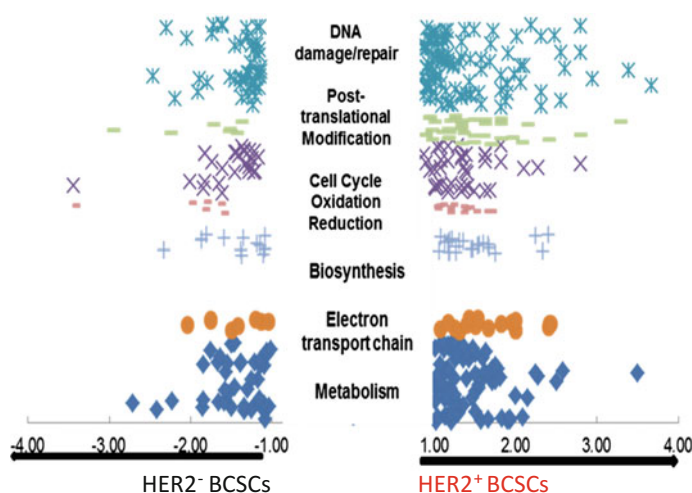 DNA
damage/repair
Post-
translational
Modification
Cell Cycle
Oxidation
Reduction
Biosynthesis
Electron
transport chain
Metabolism
-4.00 -3.00 -2.00 -1.00 1.00 2.00 3.00 4.00
HER2⁻ BCSCs HER2⁺ BCSCs